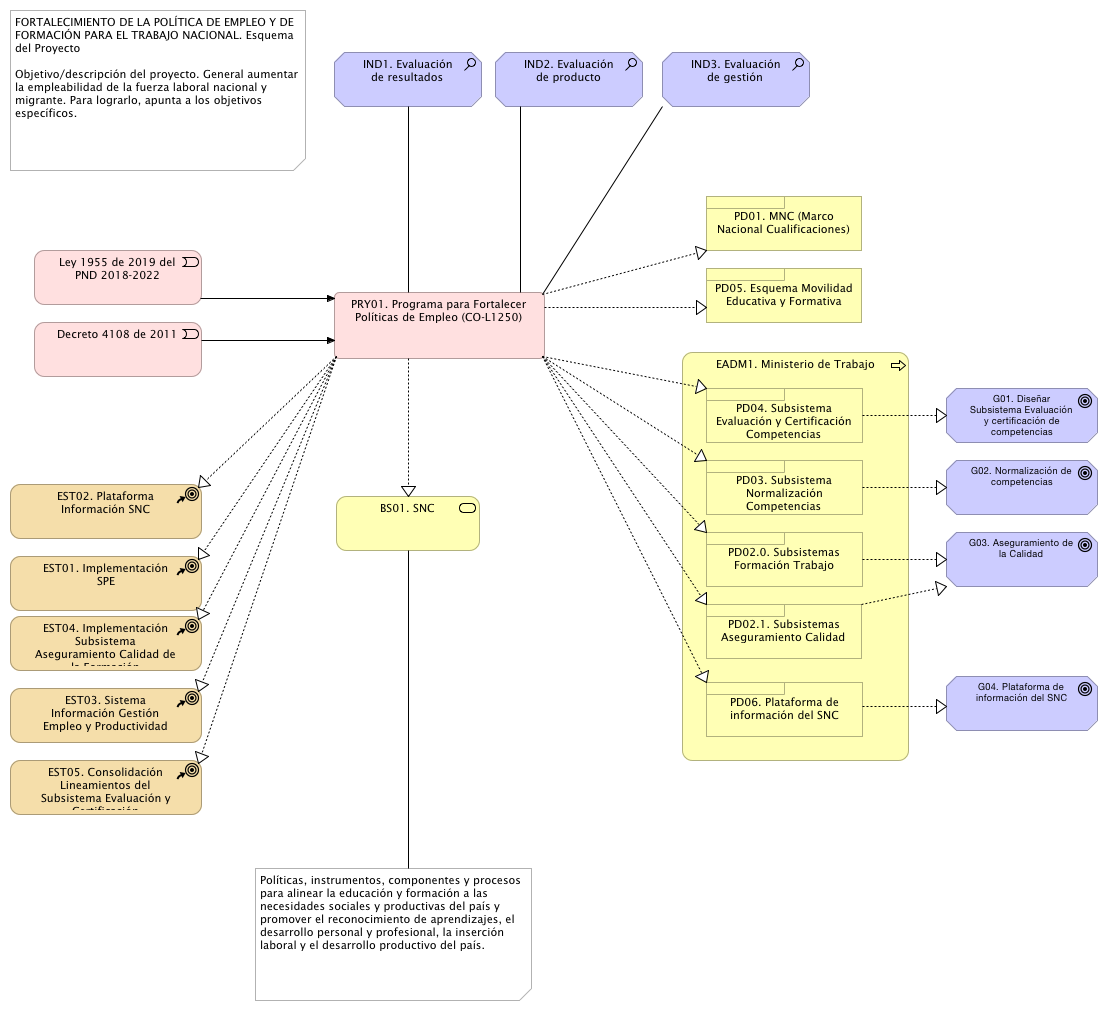 FORTALECIMIENTO DE LA POLÍTICA DE EMPLEO Y DE
FORMACIÓN PARA EL TRABAJO NACIONAL. Esquema
del Proyecto
Objetivo/descripción del proyecto. General aumentar
la empleabilidad de la fuerza laboral nacional y
migrante. Para lograrlo, apunta a los objetivos
específicos.
IND1. Evaluación
de resultados
IND2. Evaluación
de producto
IND3. Evaluación
de gestión
PD01. MNC (Marco
Nacional Cualificaciones)
Ley 1955 de 2019 del
PND 2018-2022
PD05. Esquema Movilidad
Educativa y Formativa
PRY01. Programa para Fortalecer
Políticas de Empleo (CO-L1250)
Decreto 4108 de 2011
EADM1. Ministerio de Trabajo
PD04. Subsistema
Evaluación y Certificación
Competencias
G01. Diseñar
Subsistema Evaluación
y certificación de
competencias
PD03. Subsistema
Normalización
Competencias
G02. Normalización de
competencias
PD02.0. Subsistemas
Formación Trabajo
G03. Aseguramiento de
la Calidad
PD02.1. Subsistemas
Aseguramiento Calidad
PD06. Plataforma de
información del SNC
G04. Plataforma de
información del SNC
BS01. SNC
EST02. Plataforma
Información SNC
EST01. Implementación
SPE
EST04. Implementación
Subsistema
Aseguramiento Calidad de
la Formación
EST03. Sistema
Información Gestión
Empleo y Productividad
EST05. Consolidación
Lineamientos del
Subsistema Evaluación y
Certificación
Políticas, instrumentos, componentes y procesos
para alinear la educación y formación a las
necesidades sociales y productivas del país y
promover el reconocimiento de aprendizajes, el
desarrollo personal y profesional, la inserción
laboral y el desarrollo productivo del país.